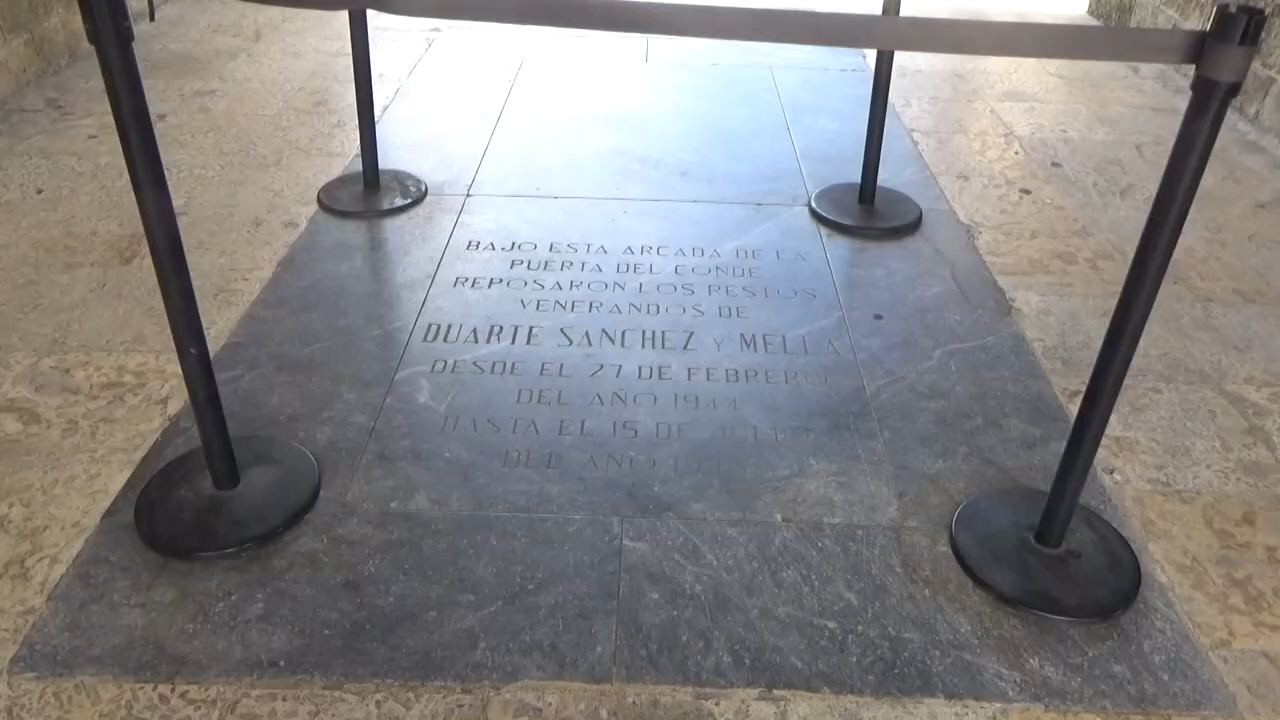 BAJO ESTA ARCADA DE LA
PUERTA DEL CONDE
REPOSARON LOS RESTOS
VENERANDOS DE
DUARTE SANCHEZ Y MELLA
DESDE EL 27 DE FEBRERO
DEL AÑO 1944
HASTA EL 15 DE JULIO
DEL AÑO